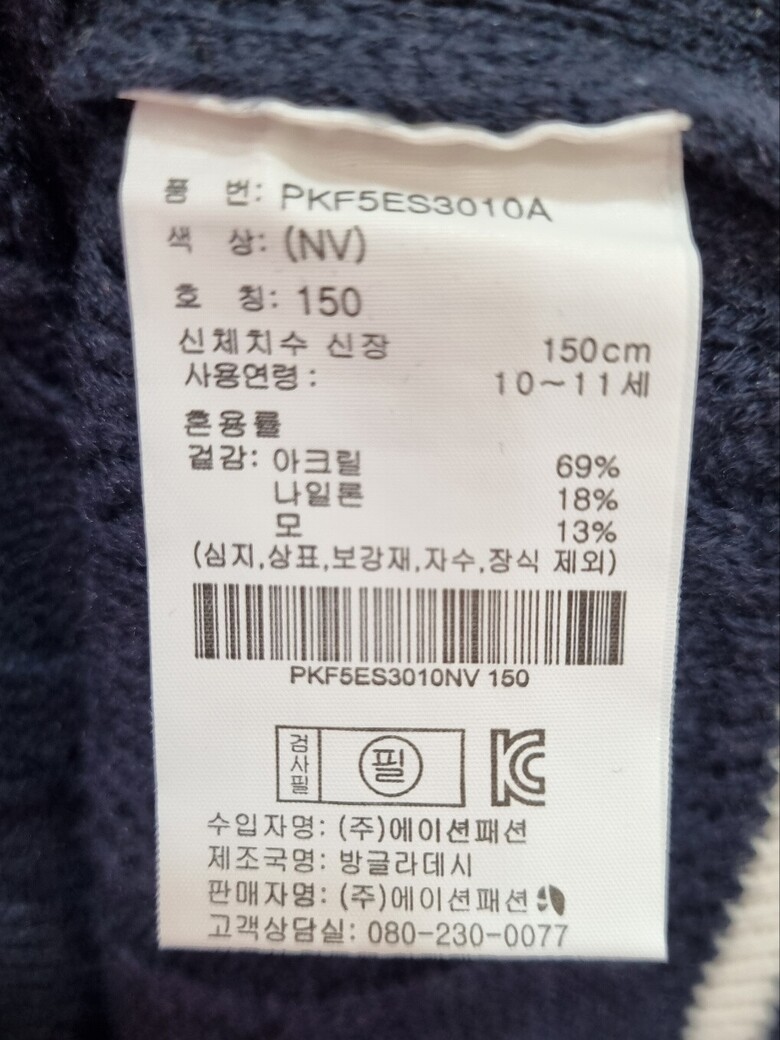 품 번: PKF5ES3010A
색 상: (NV)
호 칭: 150
신체치수 신장 150cm
사용연령: 10~11세
혼용률
겉감: 아크릴 69%
나일론 18%
모 13%
(심지,상표,보강재,자수,장식 제외)
PKF5ES3010NV 150
검사필 필 KC
수입자명: (주)에이션패션
제조국명: 방글라데시
판매자명: (주)에이션패션
고객상담실: 080-230-0077